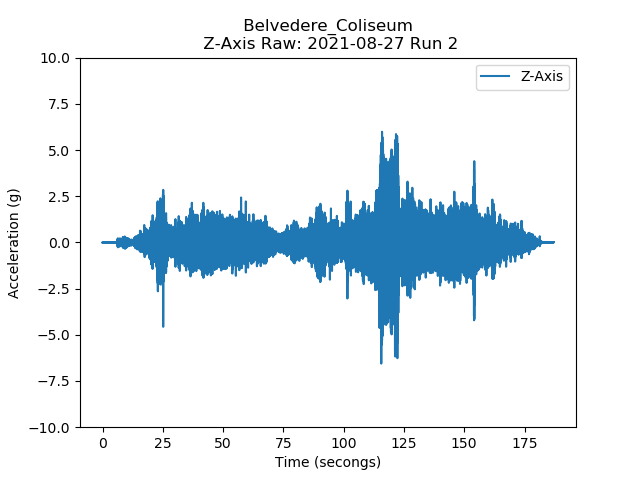 Belvedere_Coliseum
Z-Axis Raw: 2021-08-27 Run 2
10.0
7.5
5.0
2.5
0.0
−2.5
−5.0
−7.5
−10.0
Acceleration (g)
Z-Axis
0 25 50 75 100 125 150 175
Time (seconds)